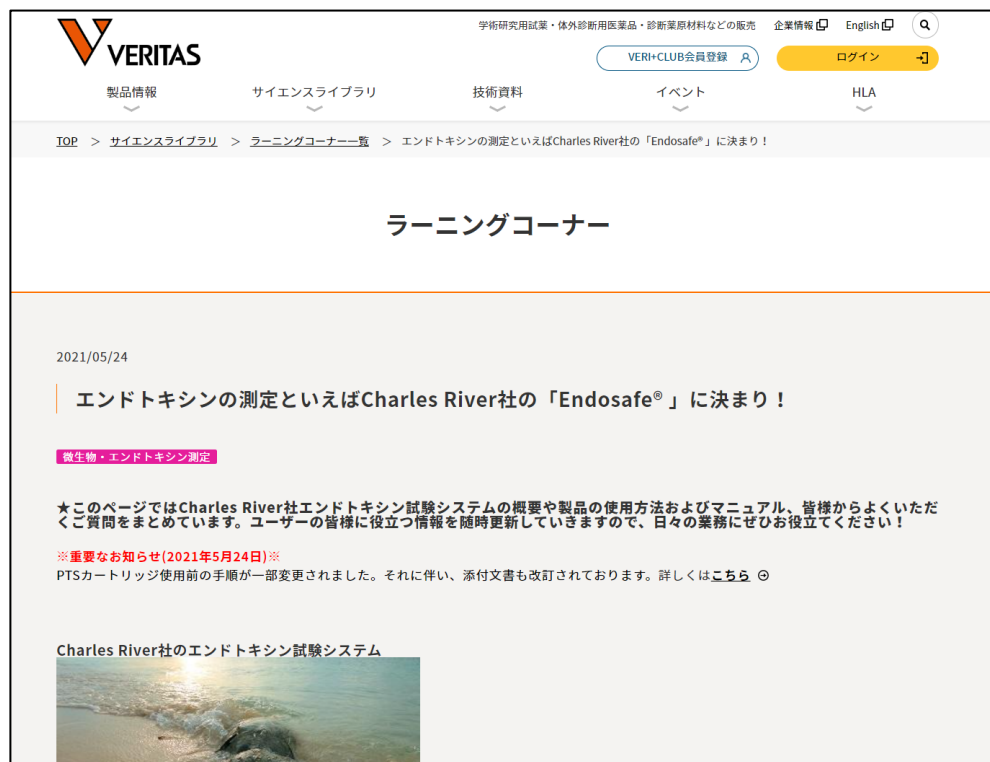 学術研究用試薬・体外診断用医薬品・診断薬原材料などの販売 企業情報 English
VERITAS
VERI+CLUB会員登録 ログイン
製品情報 サイエンスライブラリ 技術資料 イベント HLA
TOP > サイエンスライブラリ > ラーニングコーナー一覧 > エンドトキシンの測定といえばCharles River社の「Endosafe®」に決まり！
ラーニングコーナー
2021/05/24
エンドトキシンの測定といえばCharles River社の「Endosafe® 」に決まり！
微生物・エンドトキシン測定
★このページではCharles River社エンドトキシン試験システムの概要や製品の使用方法およびマニュアル、皆様からよくいただ
くご質問をまとめています。ユーザーの皆様に役立つ情報を随時更新していきますので、日々の業務にぜひお役立てください！
※重要なお知らせ(2021年5月24日)※
PTSカートリッジ使用前の手順が一部変更されました。それに伴い、添付文書も改訂されております。詳しくはこちら
Charles River社のエンドトキシン試験システム